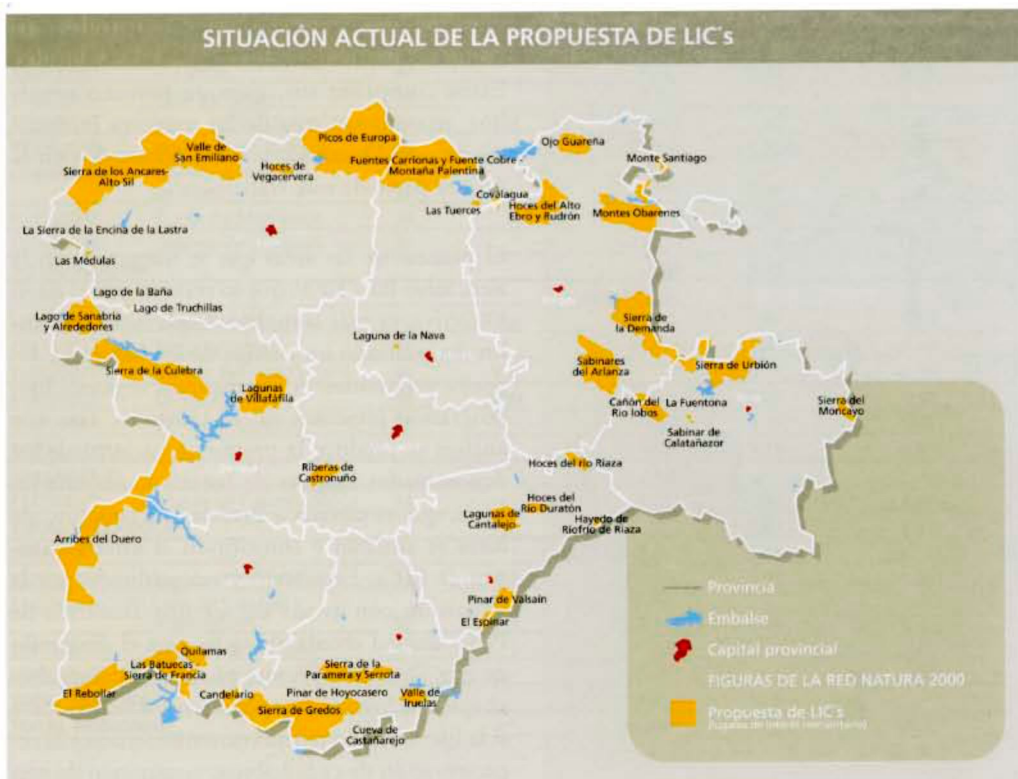 SITUACIÓN ACTUAL DE LA PROPUESTA DE LIC´s
Picos de Europa
Ojo Guareña
Valle de
San Emiliano
Monte Santiago
Sierra de los Ancares-
Alto Sil
Hoces de
Vegacervera
Fuentes Carrionas y Fuente Cobre -
Montaña Palentina
Covalagua
Las Tuerces
Hoces del Alto
Ebro y Rudrón
Montes Obarenes
La Sierra de la Encina de la Lastra
Las Médulas
Lago de la Baña
Lago de Truchillas
Lago de Sanabria
y Alrededores
Laguna de la Nava
Sierra de
la Demanda
Sierra de la Culebra
Lagunas
de Villafáfila
Sabinares
del Arlanza
Sierra de Urbión
Cañón del
Rio lobos
La Fuentona
Sierra del
Moncayo
Sabinar de
Calatañazor
Riberas de
Castronuño
Hoces del río Riaza
Hoces del
Río Duratón
Lagunas de
Cantalejo
Hayedo de
Riofrío de Riaza
Arribes del Duero
Pinar de Valsaín
El Espinar
Quilamas
Las Batuecas -
Sierra de Francia
El Rebollar
Candelario
Sierra de la
Paramera y Serrota
Pinar de Hoyocasero
Sierra de Gredos
Valle de
Iruelas
Cueva de
Castañarejo
Provincia
Embalse
Capital provincial
FIGURAS DE LA RED NATURA 2000
Propuesta de LIC´s